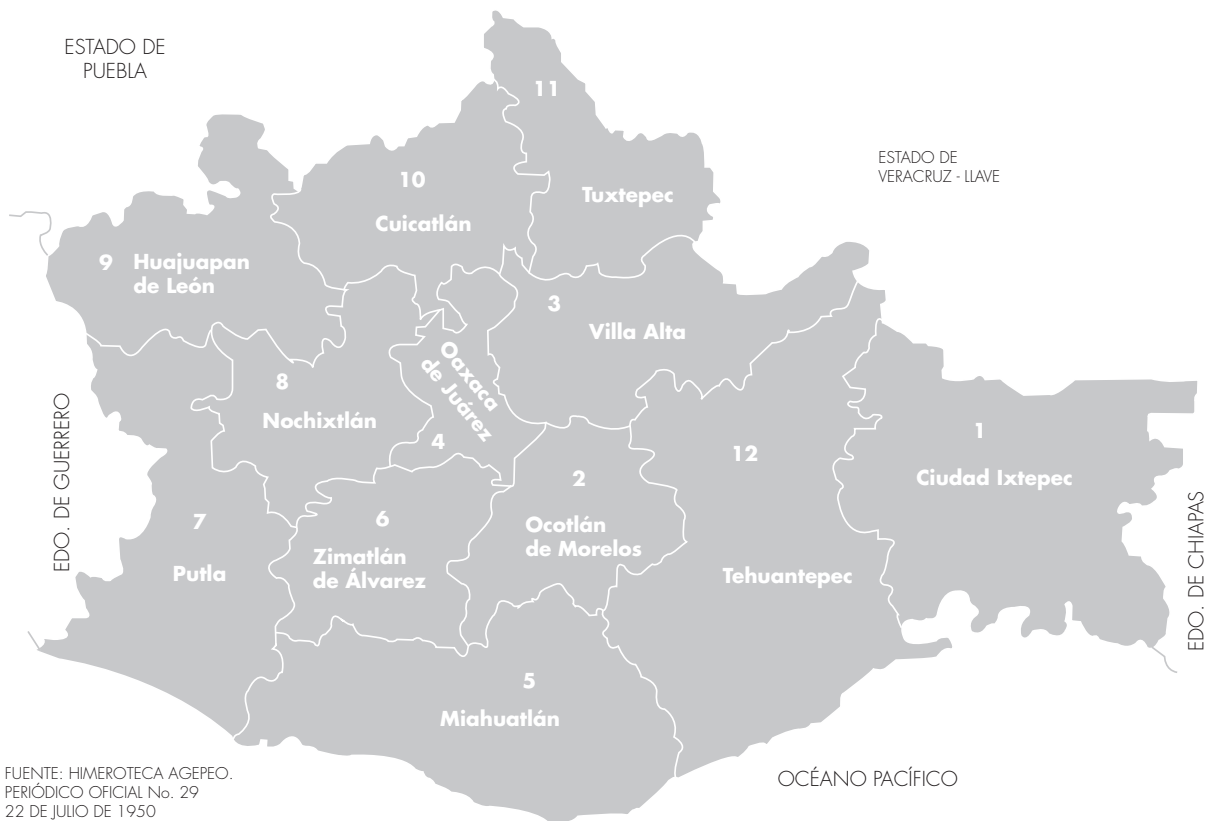 ESTADO DE
PUEBLA
11
ESTADO DE
VERACRUZ - LLAVE
10
Cuicatlán
Tuxtepec
9 Huajuapan
de León
3
Villa Alta
Oaxaca
de Juárez
4
8
Nochixtlán
EDO. DE GUERRERO
12
Tehuantepec
1
Ciudad Ixtepec
2
Ocotlán
de Morelos
6
Zimatlán
de Álvarez
7
Putla
EDO. DE CHIAPAS
5
Miahuatlán
OCÉANO PACÍFICO
FUENTE: HIMEROTECA AGEPEO.
PERIÓDICO OFICIAL No. 29
22 DE JULIO DE 1950